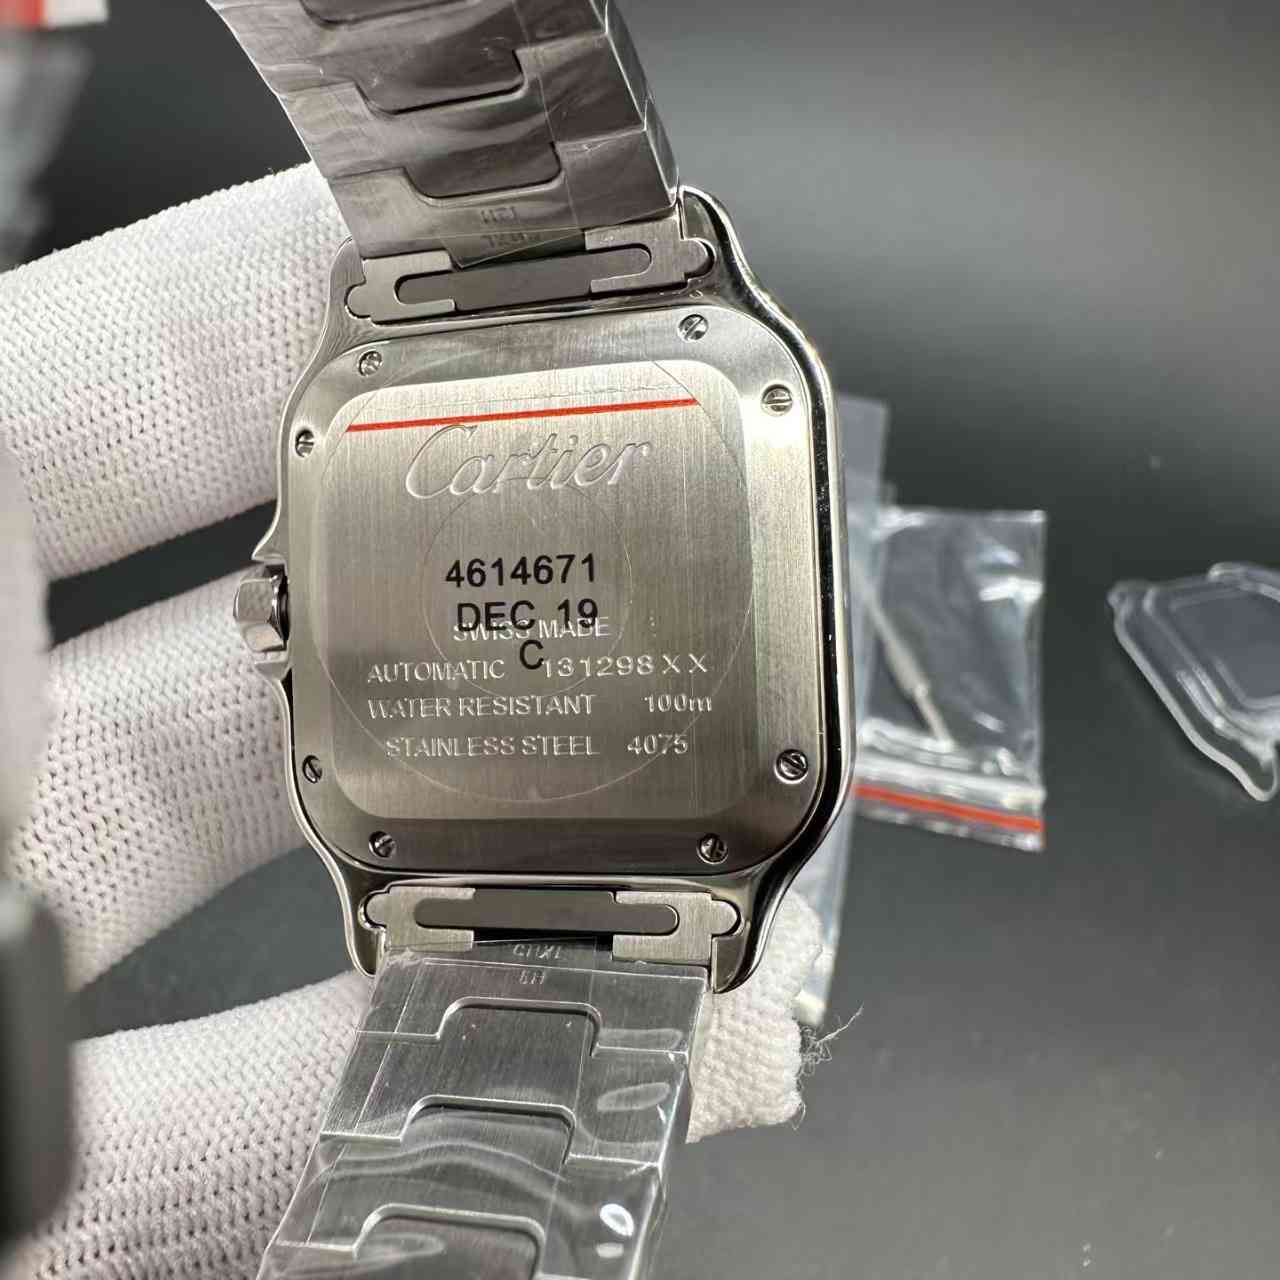 Cartier
4614671
DEC 19
SWISS MADE
C
AUTOMATIC 131298XX
WATER RESISTANT 100m
STAINLESS STEEL 4075